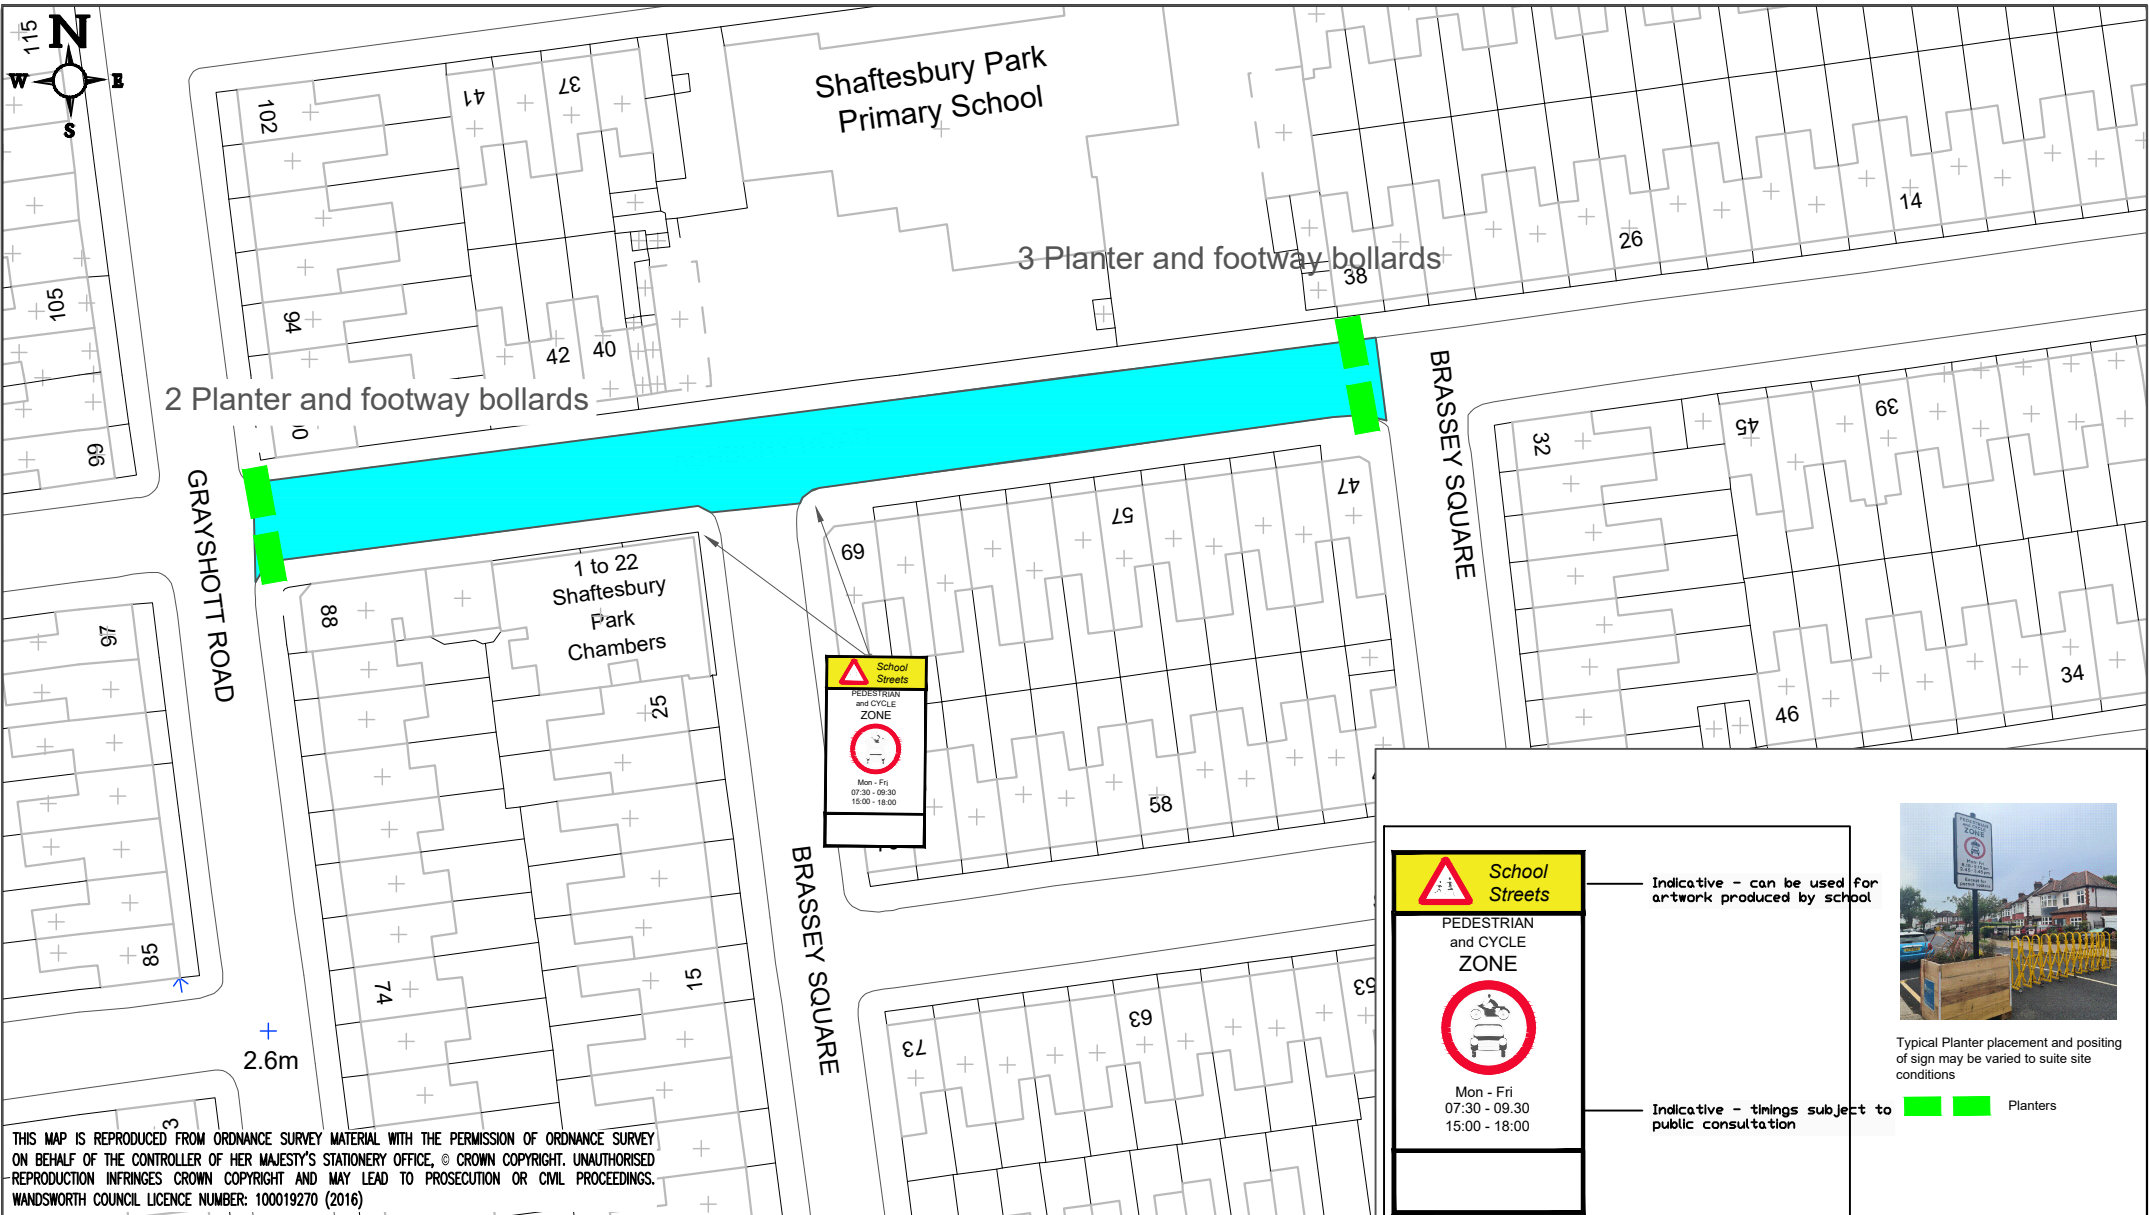 N
W
E
S
115
102
41
37
Shaftesbury Park
Primary School
14
26
3 Planter and footway bollards
38
105
94
42
40
2 Planter and footway bollards
99
GRAYSHOTT ROAD
BRASSEY SQUARE
32
45
39
47
57
69
1 to 22
Shaftesbury
Park
Chambers
88
97
25
School
Streets
PEDESTRIAN
and CYCLE
ZONE
Mon - Fri
07:30 - 09:30
15:00 - 18:00
34
46
58
BRASSEY SQUARE
85
74
15
2.6m
73
63
53
3
School
Streets
PEDESTRIAN
and CYCLE
ZONE
Mon - Fri
07:30 - 09.30
15:00 - 18:00
Indicative - can be used for
artwork produced by school
Indicative - timings subject to
public consultation
PEDESTRIAN
and CYCLE
ZONE
Typical Planter placement and positing
of sign may be varied to suite site
conditions
Planters
THIS MAP IS REPRODUCED FROM ORDNANCE SURVEY MATERIAL WITH THE PERMISSION OF ORDNANCE SURVEY
ON BEHALF OF THE CONTROLLER OF HER MAJESTY'S STATIONERY OFFICE, © CROWN COPYRIGHT. UNAUTHORISED
REPRODUCTION INFRINGES CROWN COPYRIGHT AND MAY LEAD TO PROSECUTION OR CIVIL PROCEEDINGS.
WANDSWORTH COUNCIL LICENCE NUMBER: 100019270 (2016)